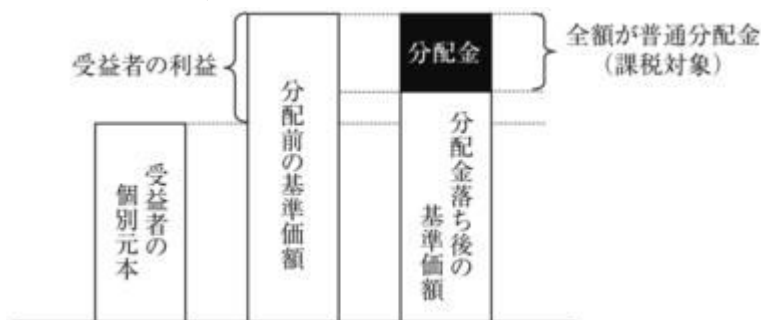 受益者の利益
受益者の
個別元本
分配前の基準価額
分配金
分配金落ち後の
基準価額
全額が普通分配金
（課税対象）